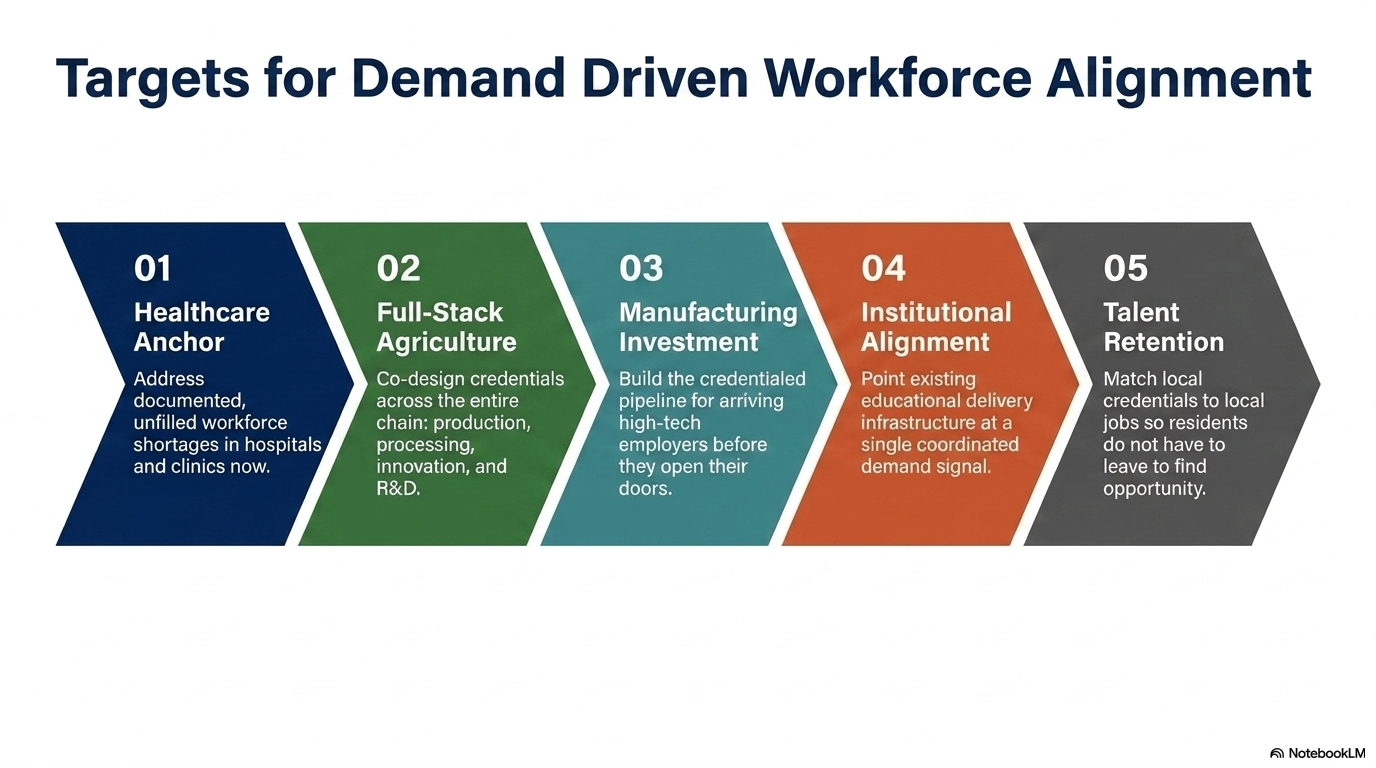 Targets for Demand Driven Workforce Alignment
01
Healthcare
Anchor
Address
documented,
unfilled workforce
shortages in hospitals
and clinics now.
02
Full-Stack
Agriculture
Co-design credentials
across the entire
chain: production,
processing,
innovation, and
R&D.
03
Manufacturing
Investment
Build the credentialed
pipeline for arriving
high-tech
employers before
they open their
doors.
04
Institutional
Alignment
Point existing
educational delivery
infrastructure at a
single coordinated
demand signal.
05
Talent
Retention
Match local
credentials to local
jobs so residents
do not have to
leave to find
opportunity.
NotebookLM